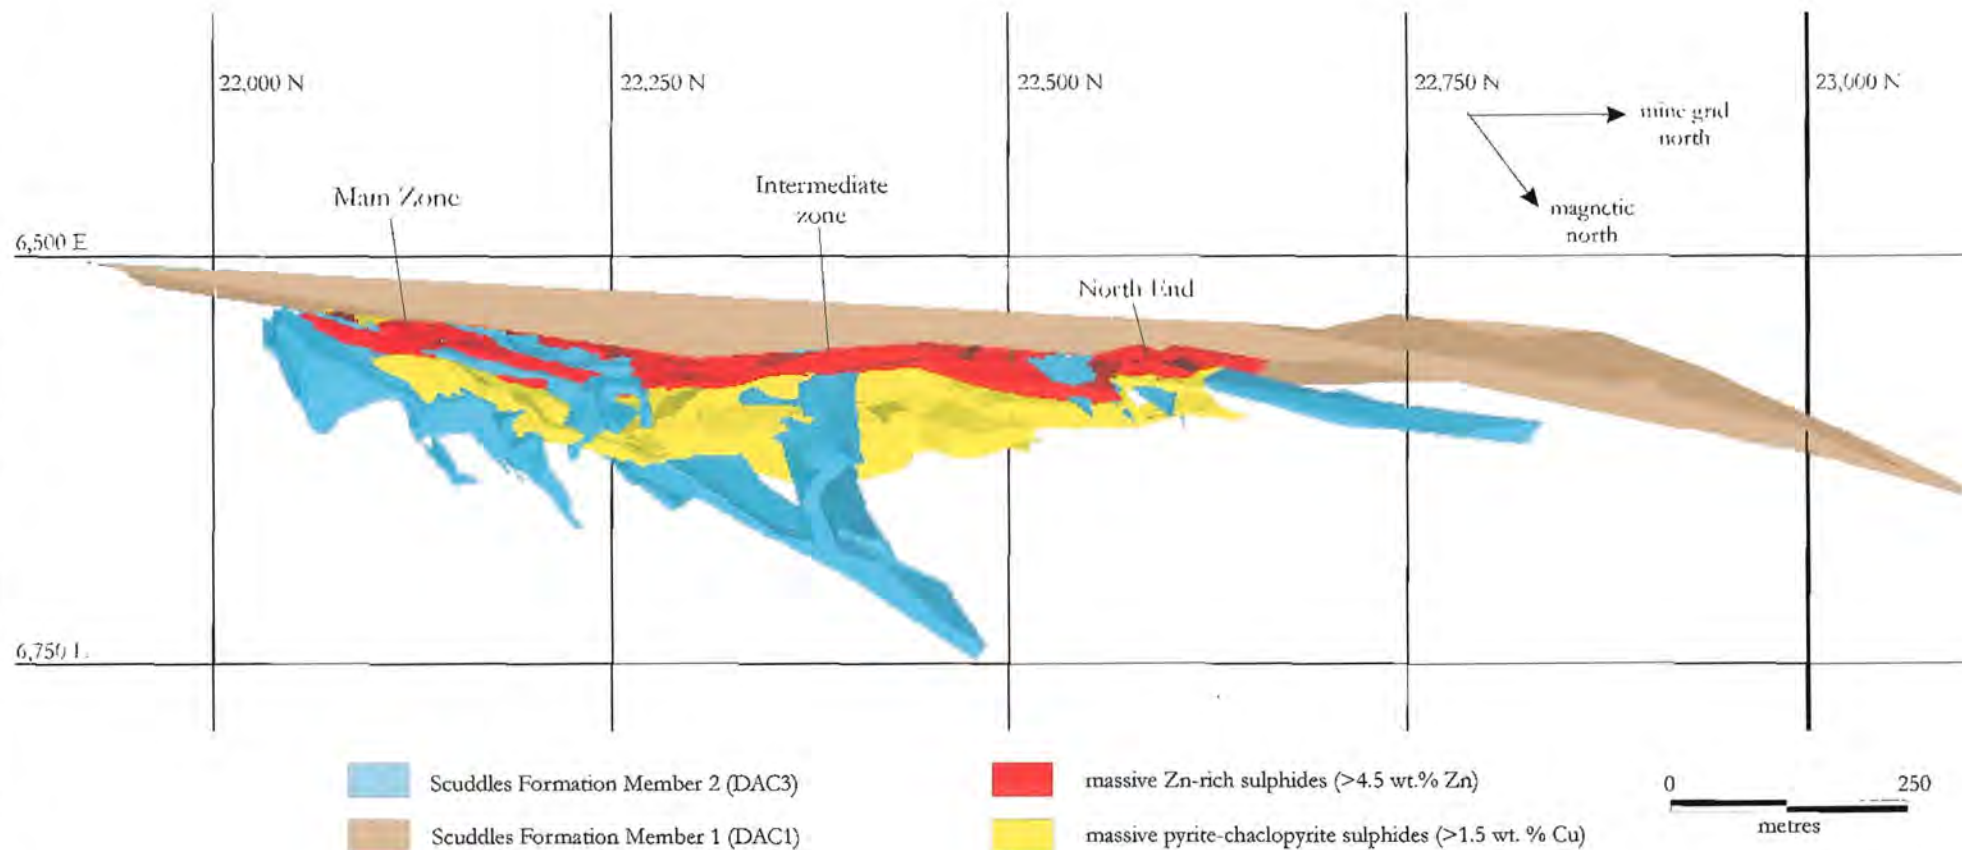 22,000 N
22,250 N
22,500 N
22,750 N
23,000 N
mine grid
north
magnetic
north
Main Zone
Intermediate
zone
North End
6,500 E
6,750 E
Scuddles Formation Member 2 (DAC3)
Scuddles Formation Member 1 (DAC1)
massive Zn-rich sulphides (>4.5 wt.% Zn)
massive pyrite-chaclopyrite sulphides (>1.5 wt. % Cu)
0 250
metres